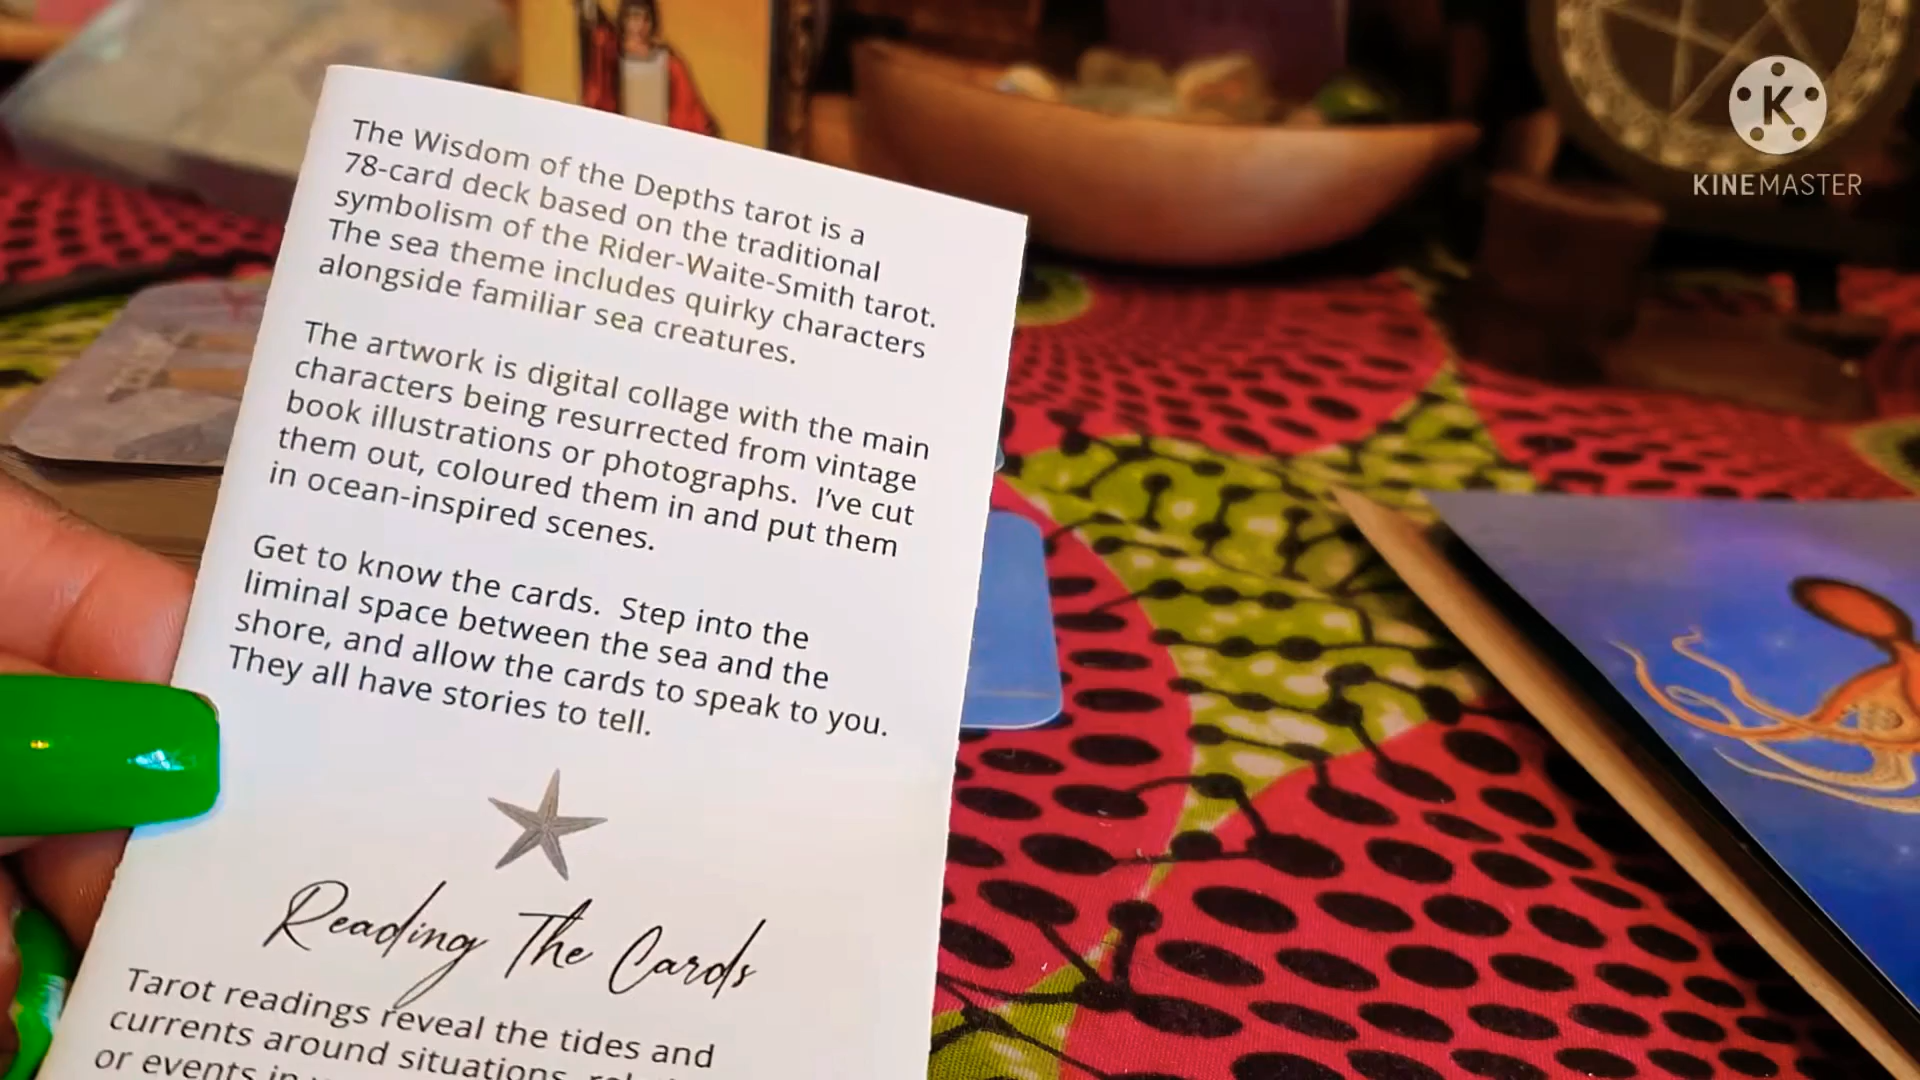 The Wisdom of the Depths tarot is a
78-card deck based on the traditional
symbolism of the Rider-Waite-Smith tarot.
The sea theme includes quirky characters
alongside familiar sea creatures.
The artwork is digital collage with the main
characters being resurrected from vintage
book illustrations or photographs. I've cut
them out, coloured them in and put them
in ocean-inspired scenes.
Get to know the cards. Step into the
liminal space between the sea and the
shore, and allow the cards to speak to you.
They all have stories to tell.
Reading The Cards
Tarot readings reveal the tides and
currents around situations,
or events in
K
KINEMASTER